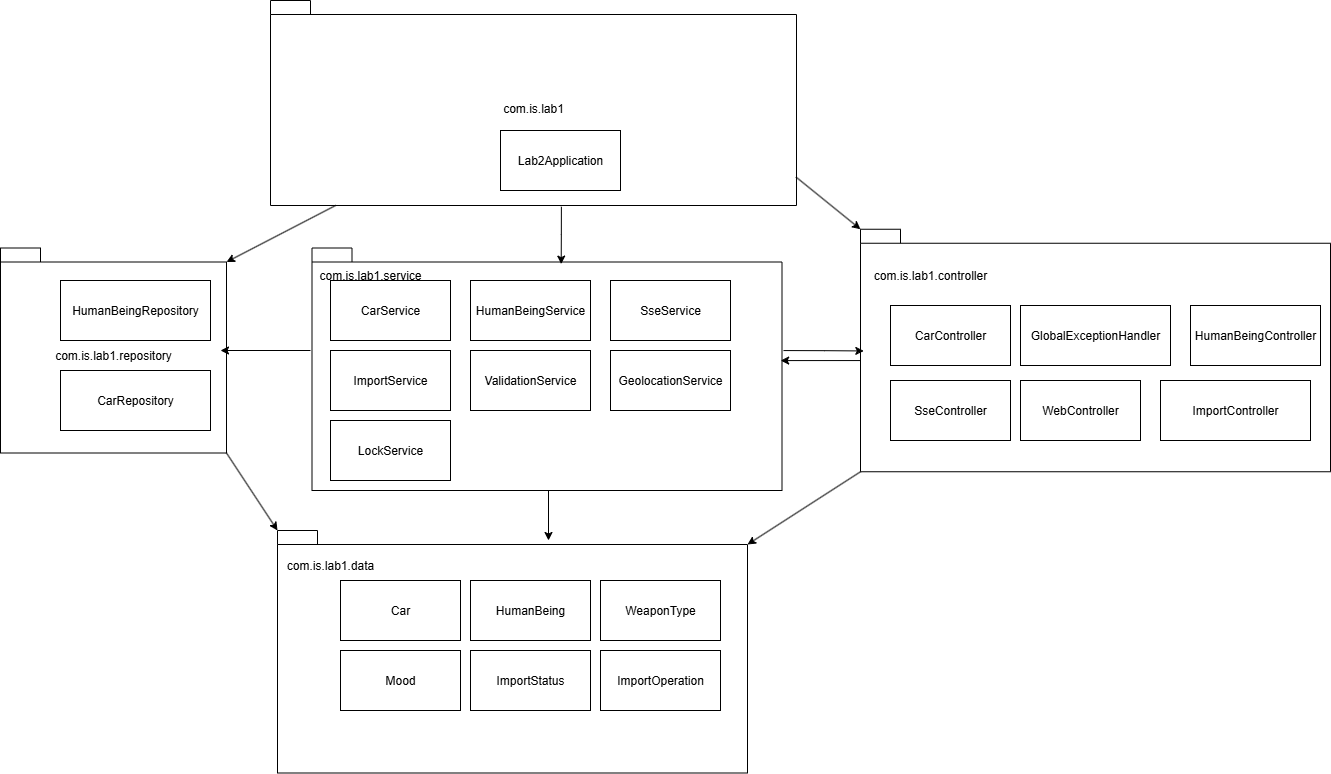 com.is.lab1
Lab2Application
HumanBeingRepository
com.is.lab1.repository
CarRepository
com.is.lab1.service
CarService
HumanBeingService
SseService
ImportService
ValidationService
GeolocationService
LockService
com.is.lab1.controller
CarController
GlobalExceptionHandler
HumanBeingController
SseController
WebController
ImportController
com.is.lab1.data
Car
HumanBeing
WeaponType
Mood
ImportStatus
ImportOperation